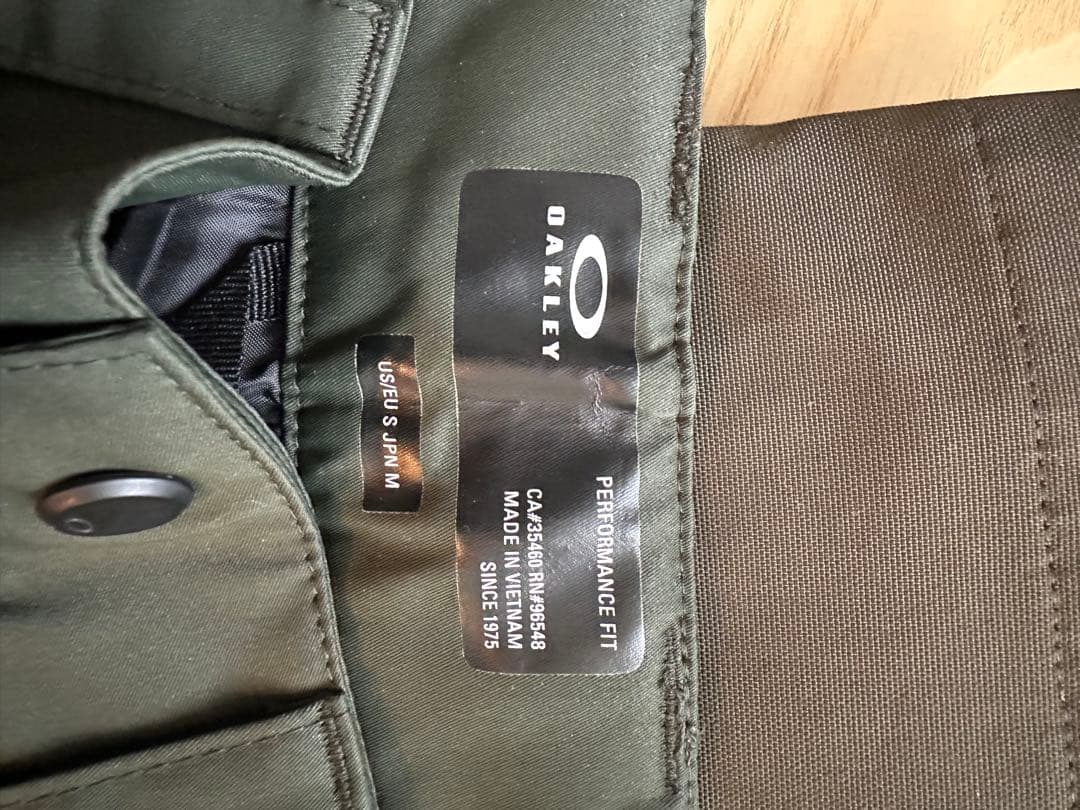 OAKLEY
PERFORMANCE FIT
CA#35460 RN#96548
MADE IN VIETNAM
SINCE 1975
US/EU S JPN M